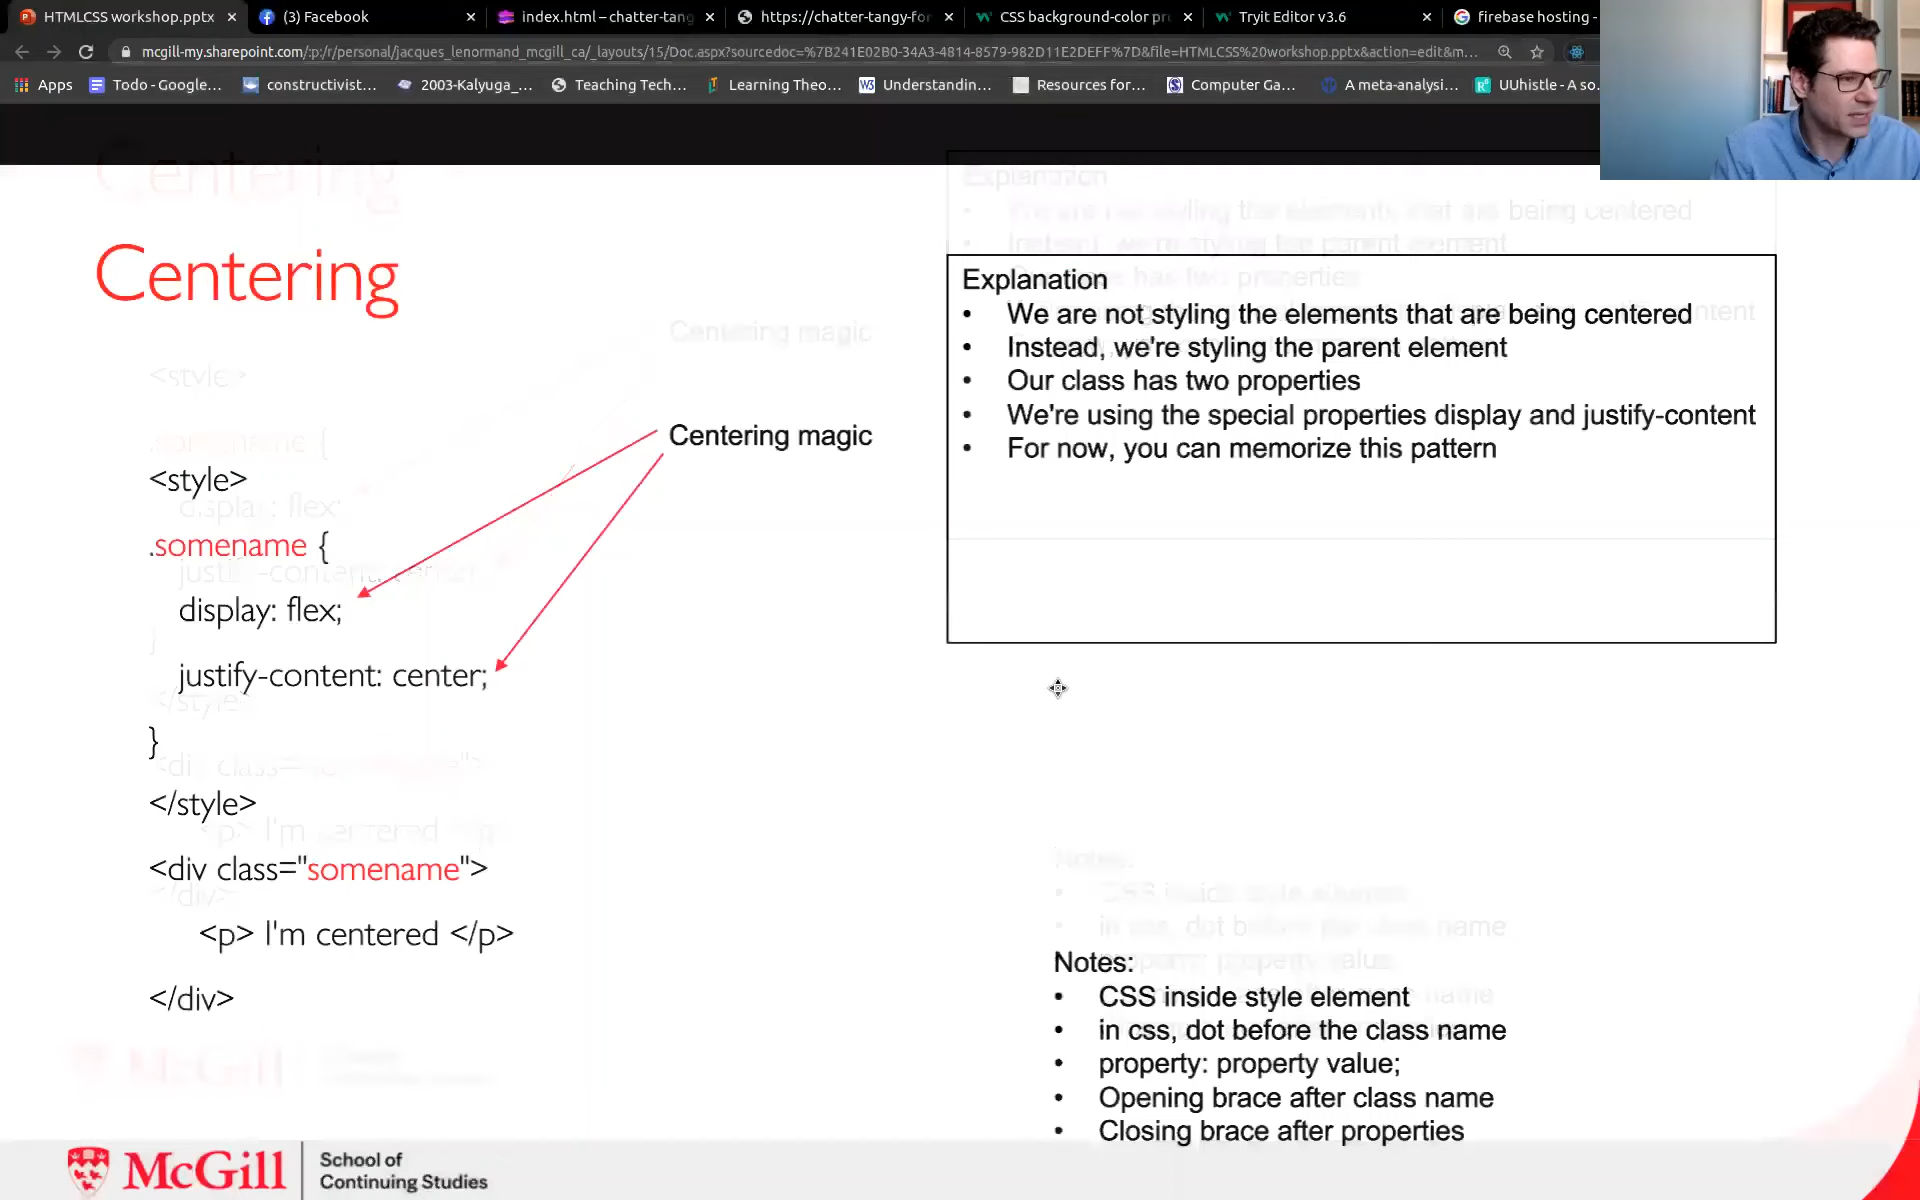 HTMLCSS workshop.pptx
(3) Facebook
index.html – chatter-tang
https://chatter-tangy-for
CSS background-color pr
Tryit Editor v3.6
firebase hosting -
mcgill-my.sharepoint.com/:p:/r/personal/jacques_lenormand_mcgill_ca/_layouts/15/Doc.aspx?sourcedoc=%7B241E02B0-34A3-4814-8579-982D11E2DEFF%7D&file=HTMLCSS%20workshop.pptx&action=edit&m...
Apps
Todo - Google...
constructivist...
2003-Kalyuga_...
Teaching Tech...
Learning Theo...
Understandin...
Resources for...
Computer Ga...
A meta-analysi...
UUhistle - A so
Centering
<style>
.somename {
display: flex;
justify-content: center;
}
</style>
<div class="somename">
<p> I'm centered </p>
</div>
Centering magic
Explanation
• We are not styling the elements that are being centered
• Instead, we're styling the parent element
• Our class has two properties
• We're using the special properties display and justify-content
• For now, you can memorize this pattern
Notes:
• CSS inside style element
• in css, dot before the class name
• property: property value;
• Opening brace after class name
• Closing brace after properties
McGill
School of
Continuing Studies